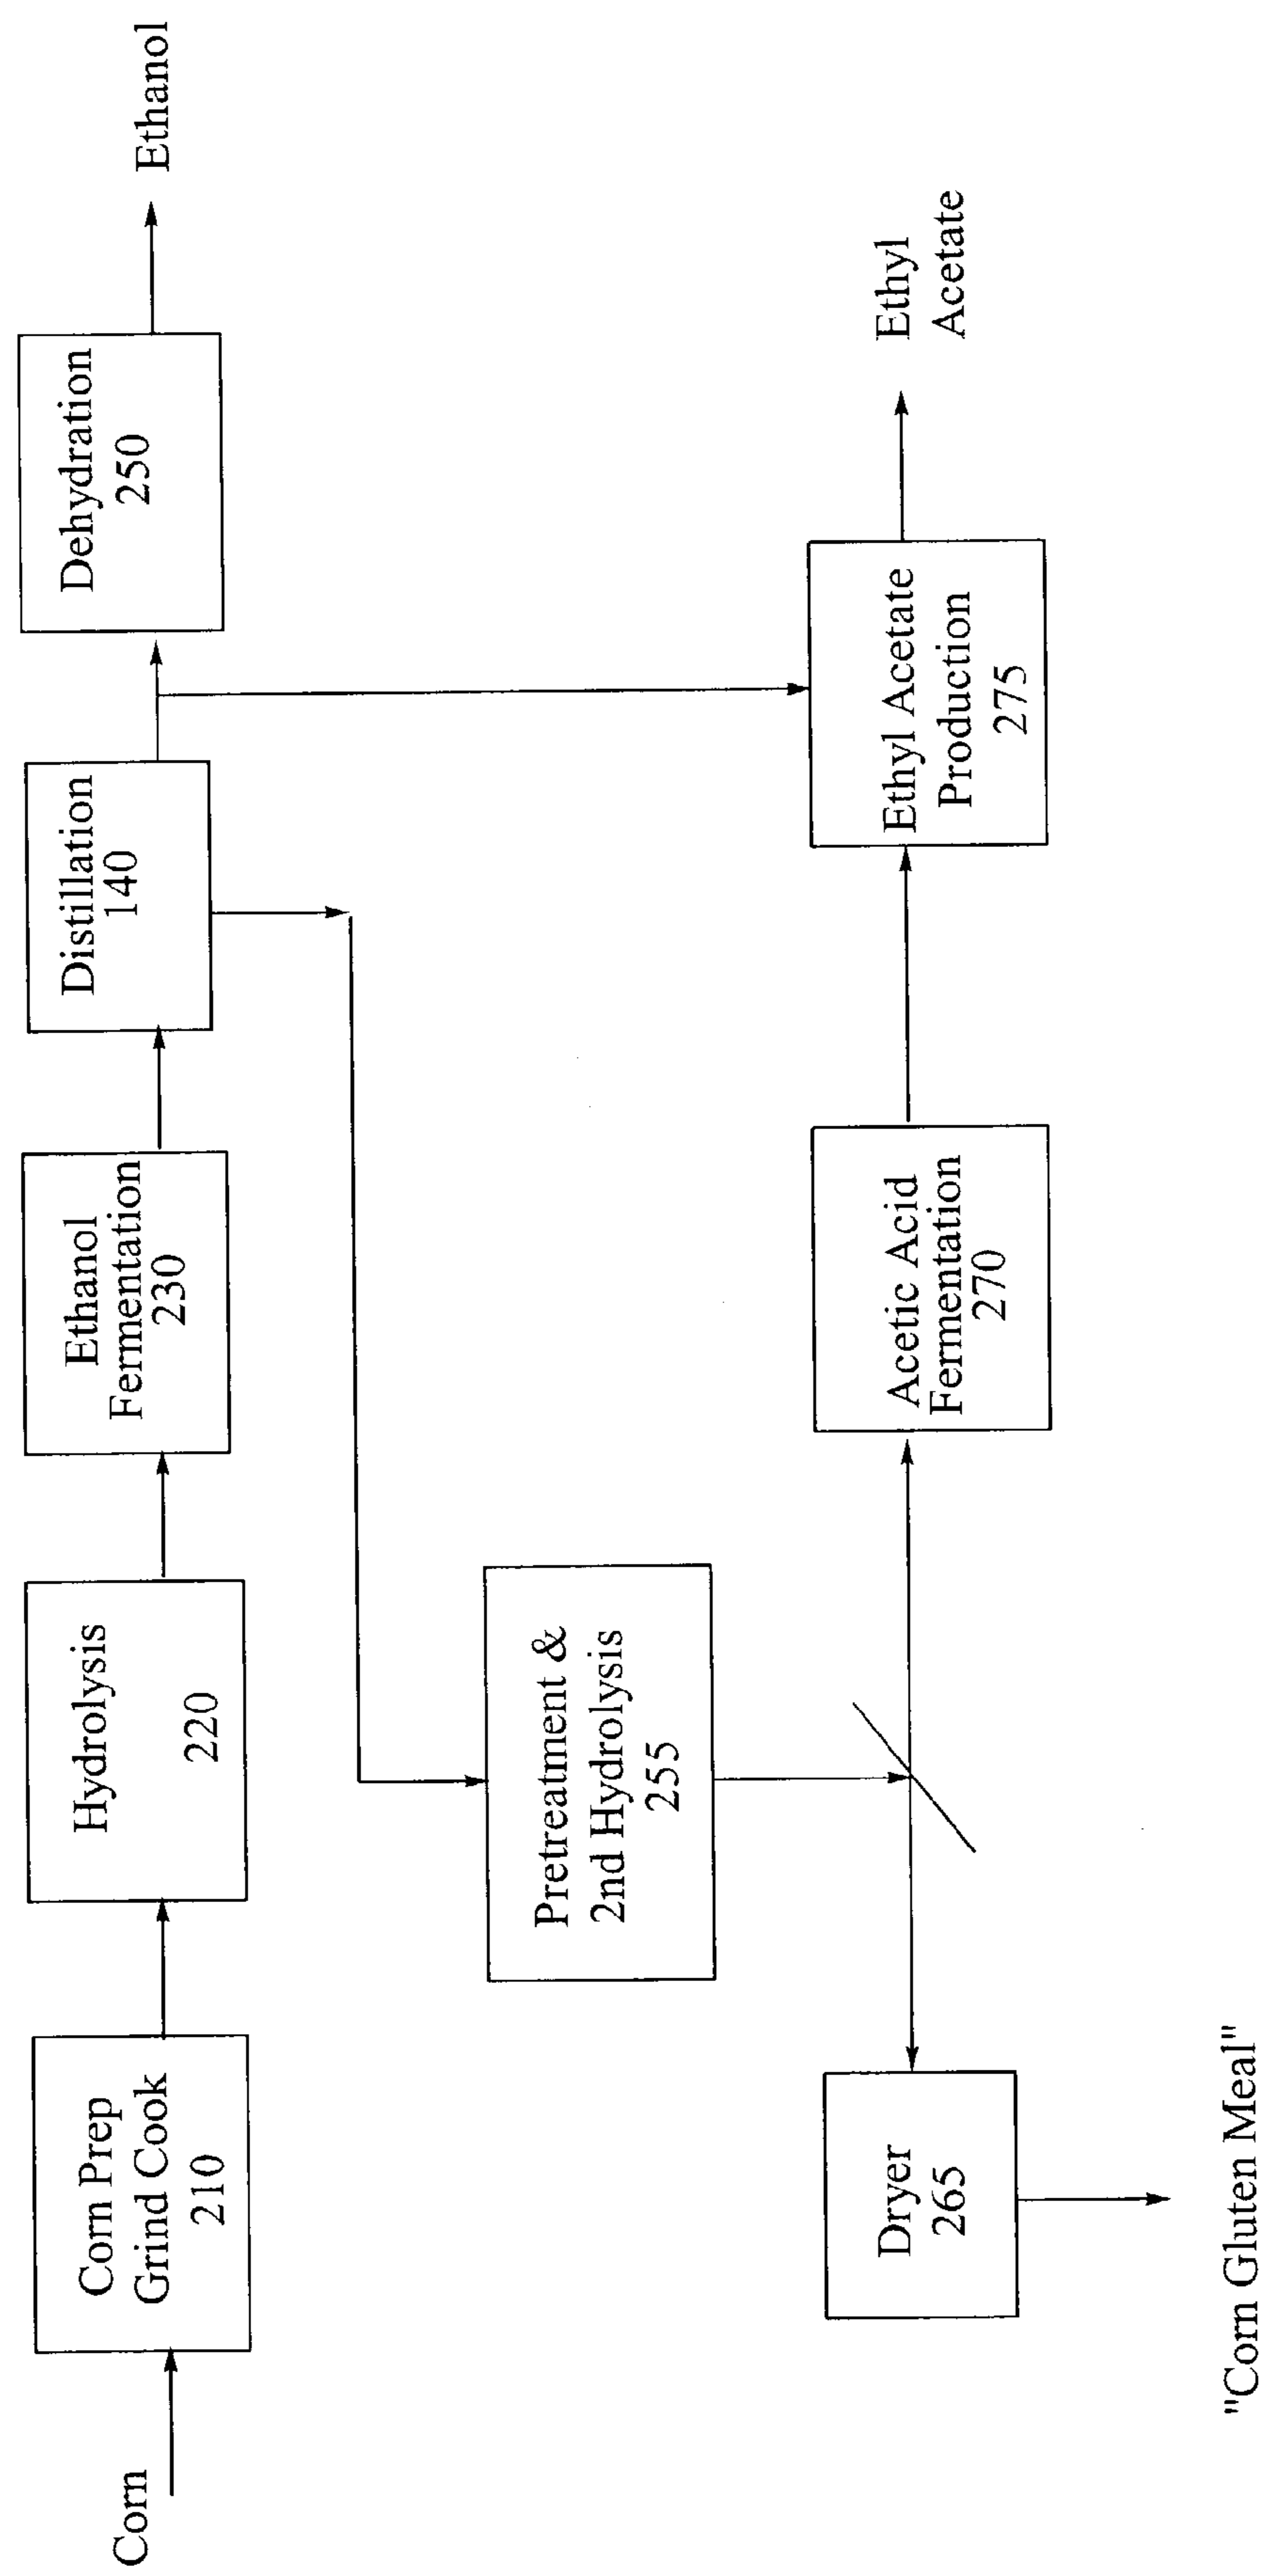 Corn
Corn Prep
Grind Cook
210
Hydrolysis
220
Ethanol
Fermentation
230
Distillation
140
Dehydration
250
Ethanol
Pretreatment &
2nd Hydrolysis
255
Dryer
265
"Corn Gluten Meal"
Acetic Acid
Fermentation
270
Ethyl Acetate
Production
275
Ethyl
Acetate